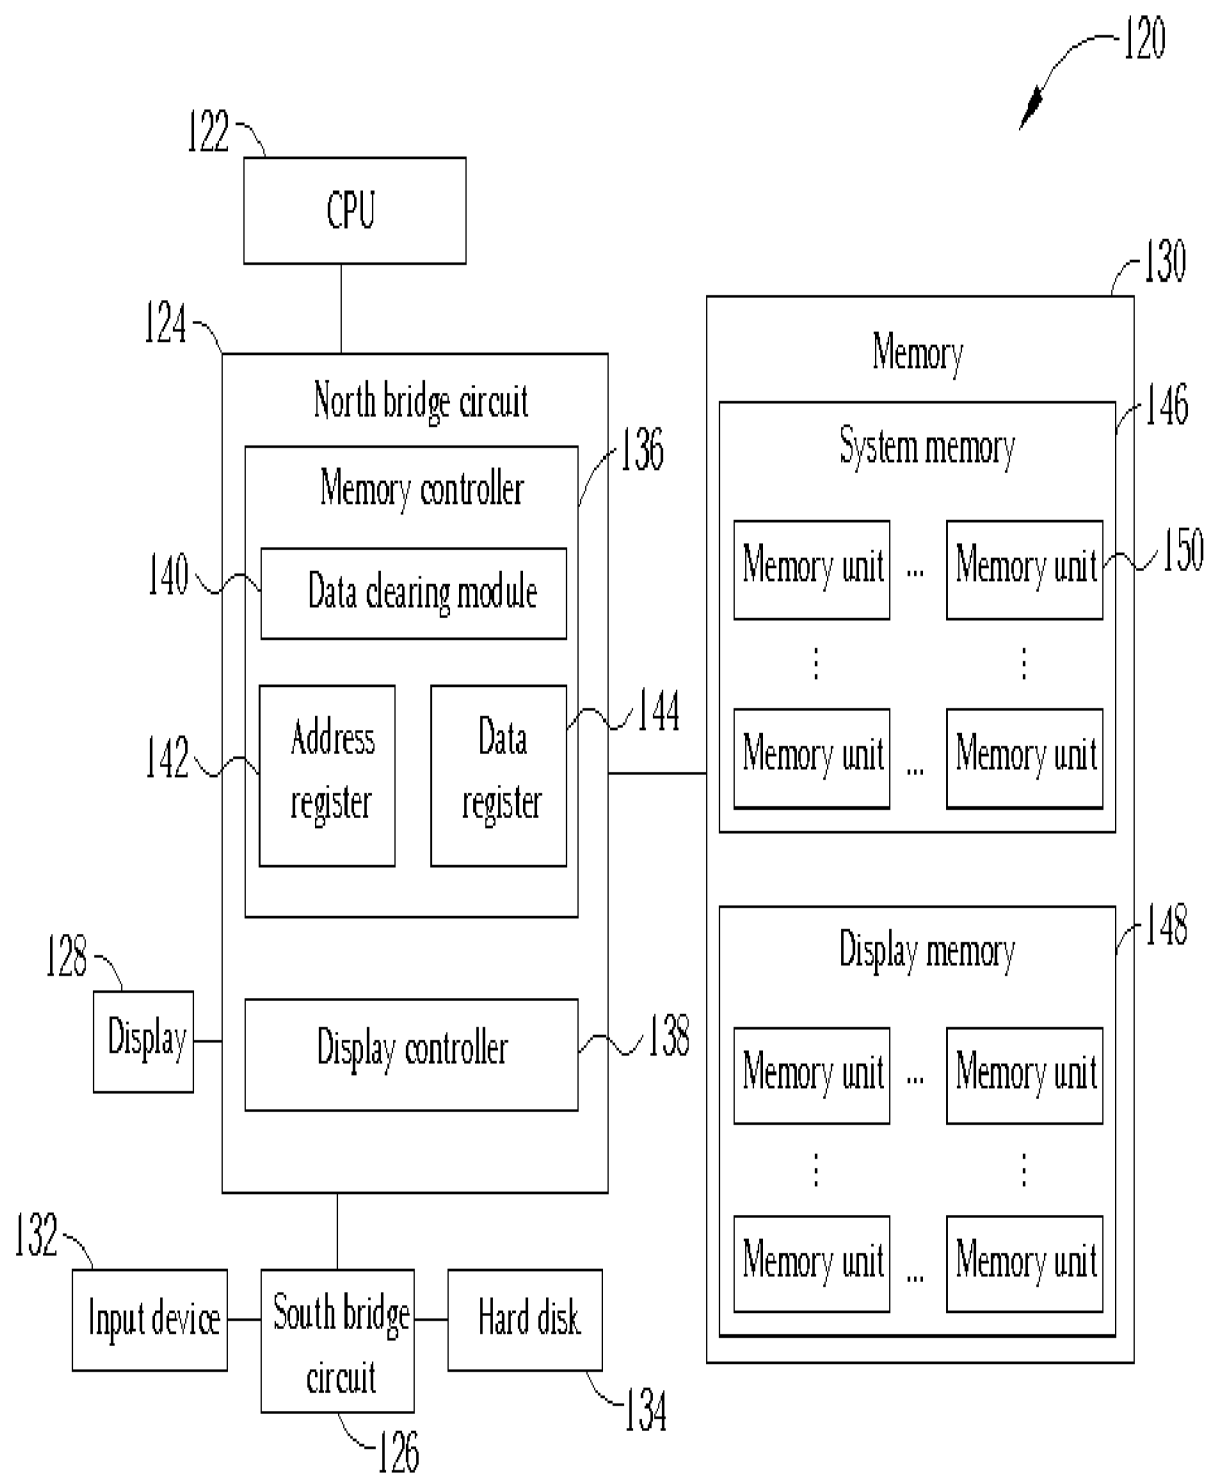 120
122
CPU
130
124
Memory
North bridge circuit
146
136
System memory
Memory controller
150
Memory unit ... Memory unit
140
Data clearing module
144
142
Address
register
Data
register
Memory unit ... Memory unit
148
128
Display memory
Display
138
Display controller
Memory unit ... Memory unit
132
Memory unit ... Memory unit
Input device
South bridge
circuit
Hard disk
134
126